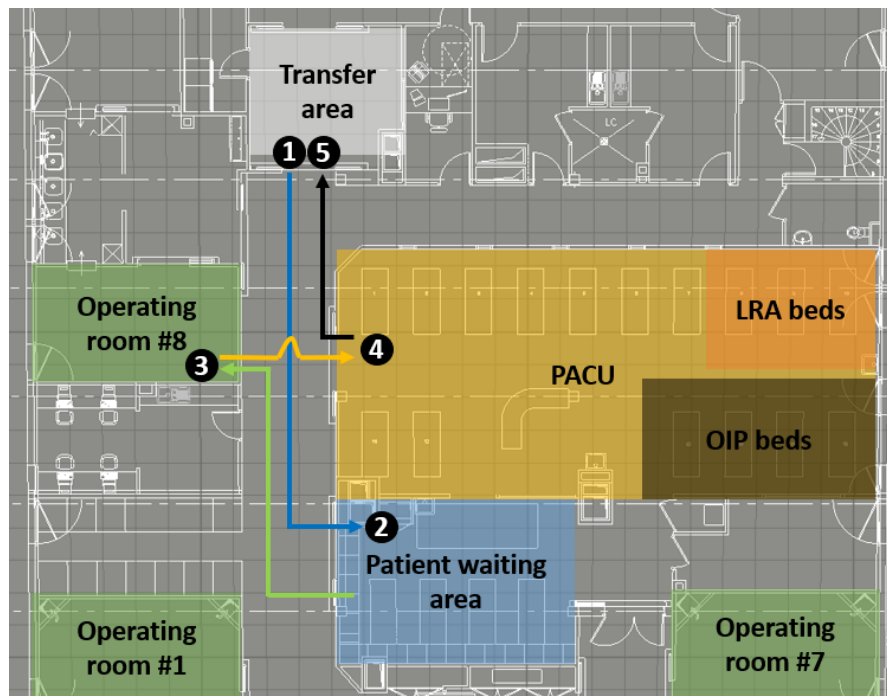 Transfer
area
1 5
LC
Operating
room #8
3
4
LRA beds
PACU
OIP beds
2
Patient waiting
area
Operating
room #1
Operating
room #7